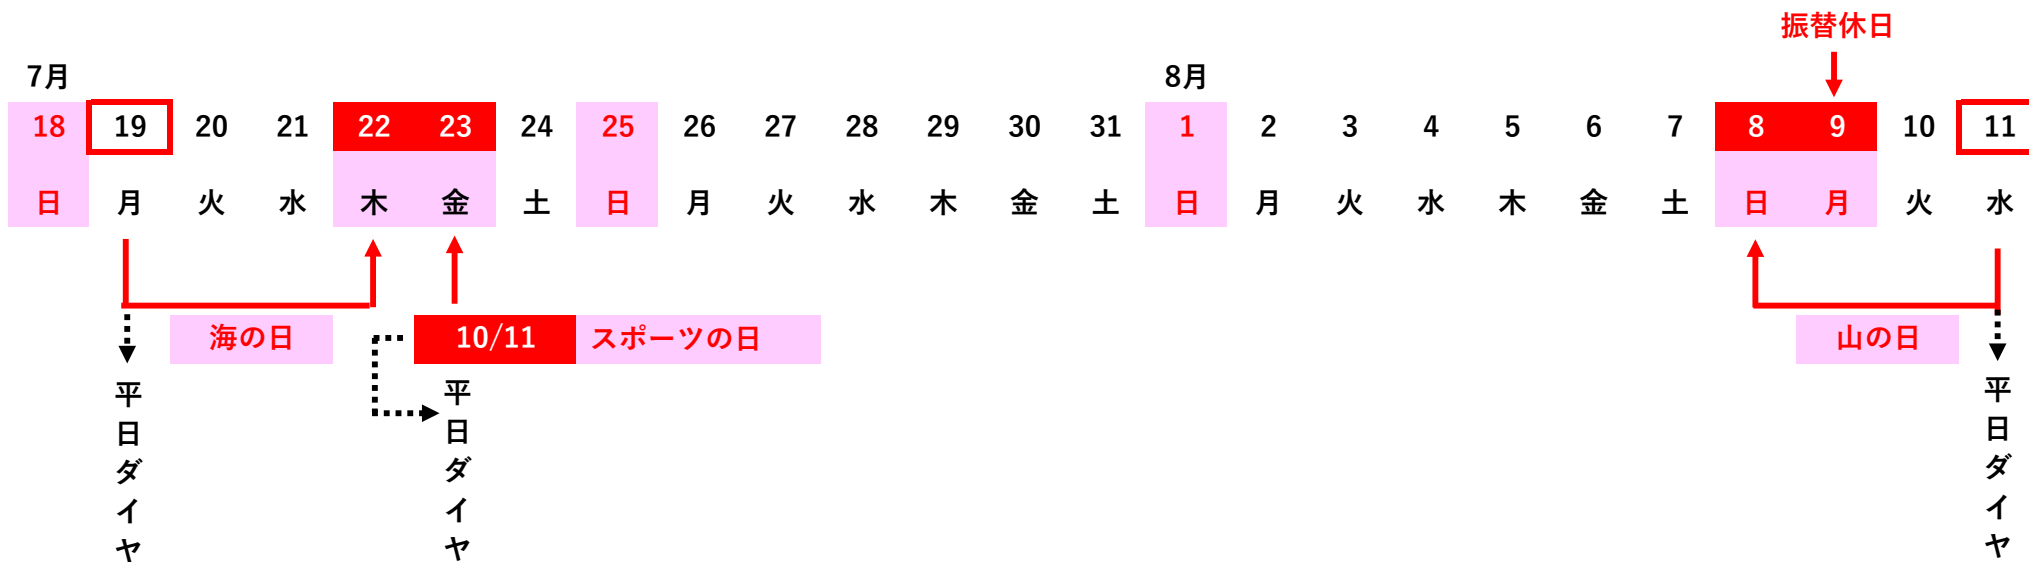 振替休日
7月 8月
18 19 20 21 22 23 24 25 26 27 28 29 30 31 1 2 3 4 5 6 7 8 9 10 11
日 月 火 水 木 金 土 日 月 火 水 木 金 土 日 月 火 水 木 金 土 日 月 火 水
海の日 10/11 スポーツの日 山の日
平日ダイヤ
平日ダイヤ
平日ダイヤ